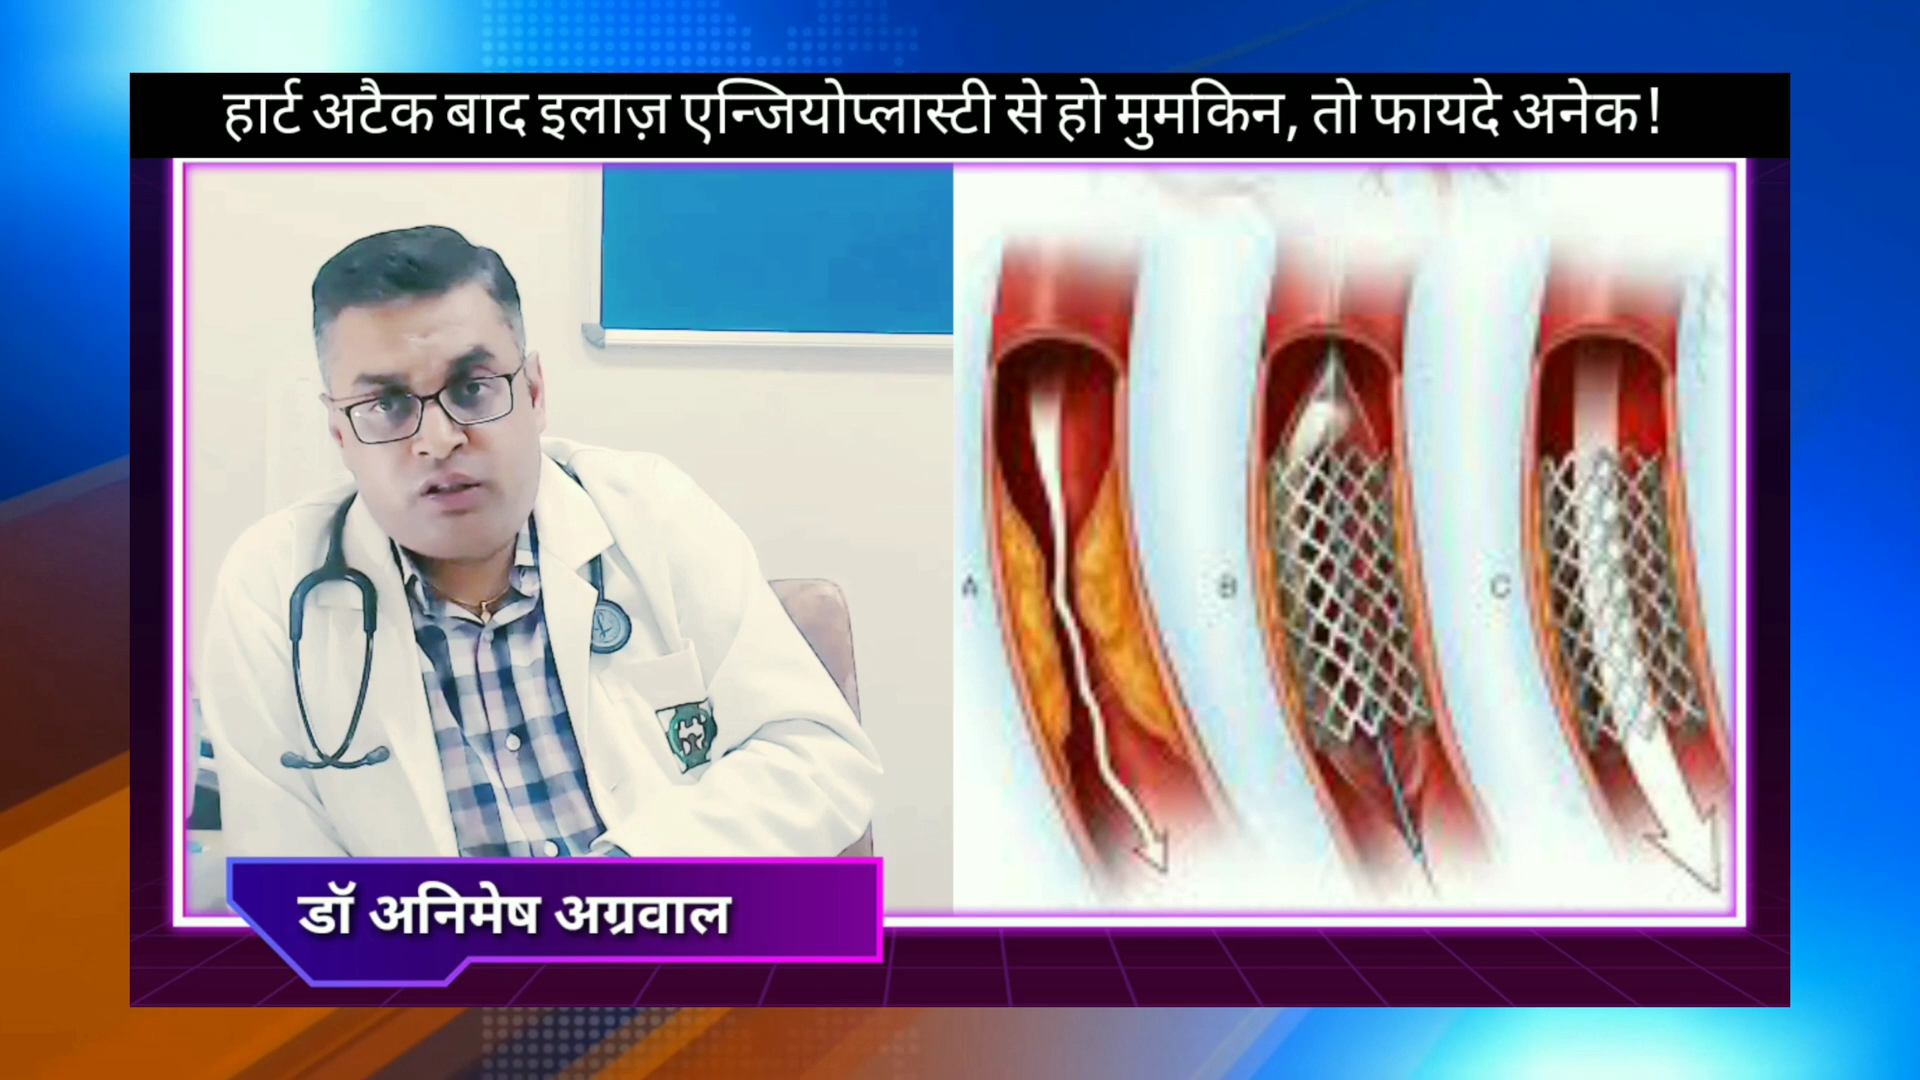 हार्ट अटैक बाद इलाज़ एन्जियोप्लास्टी से हो मुमकिन, तो फायदे अनेक!
A
B
C
डॉ अनिमेष अग्रवाल